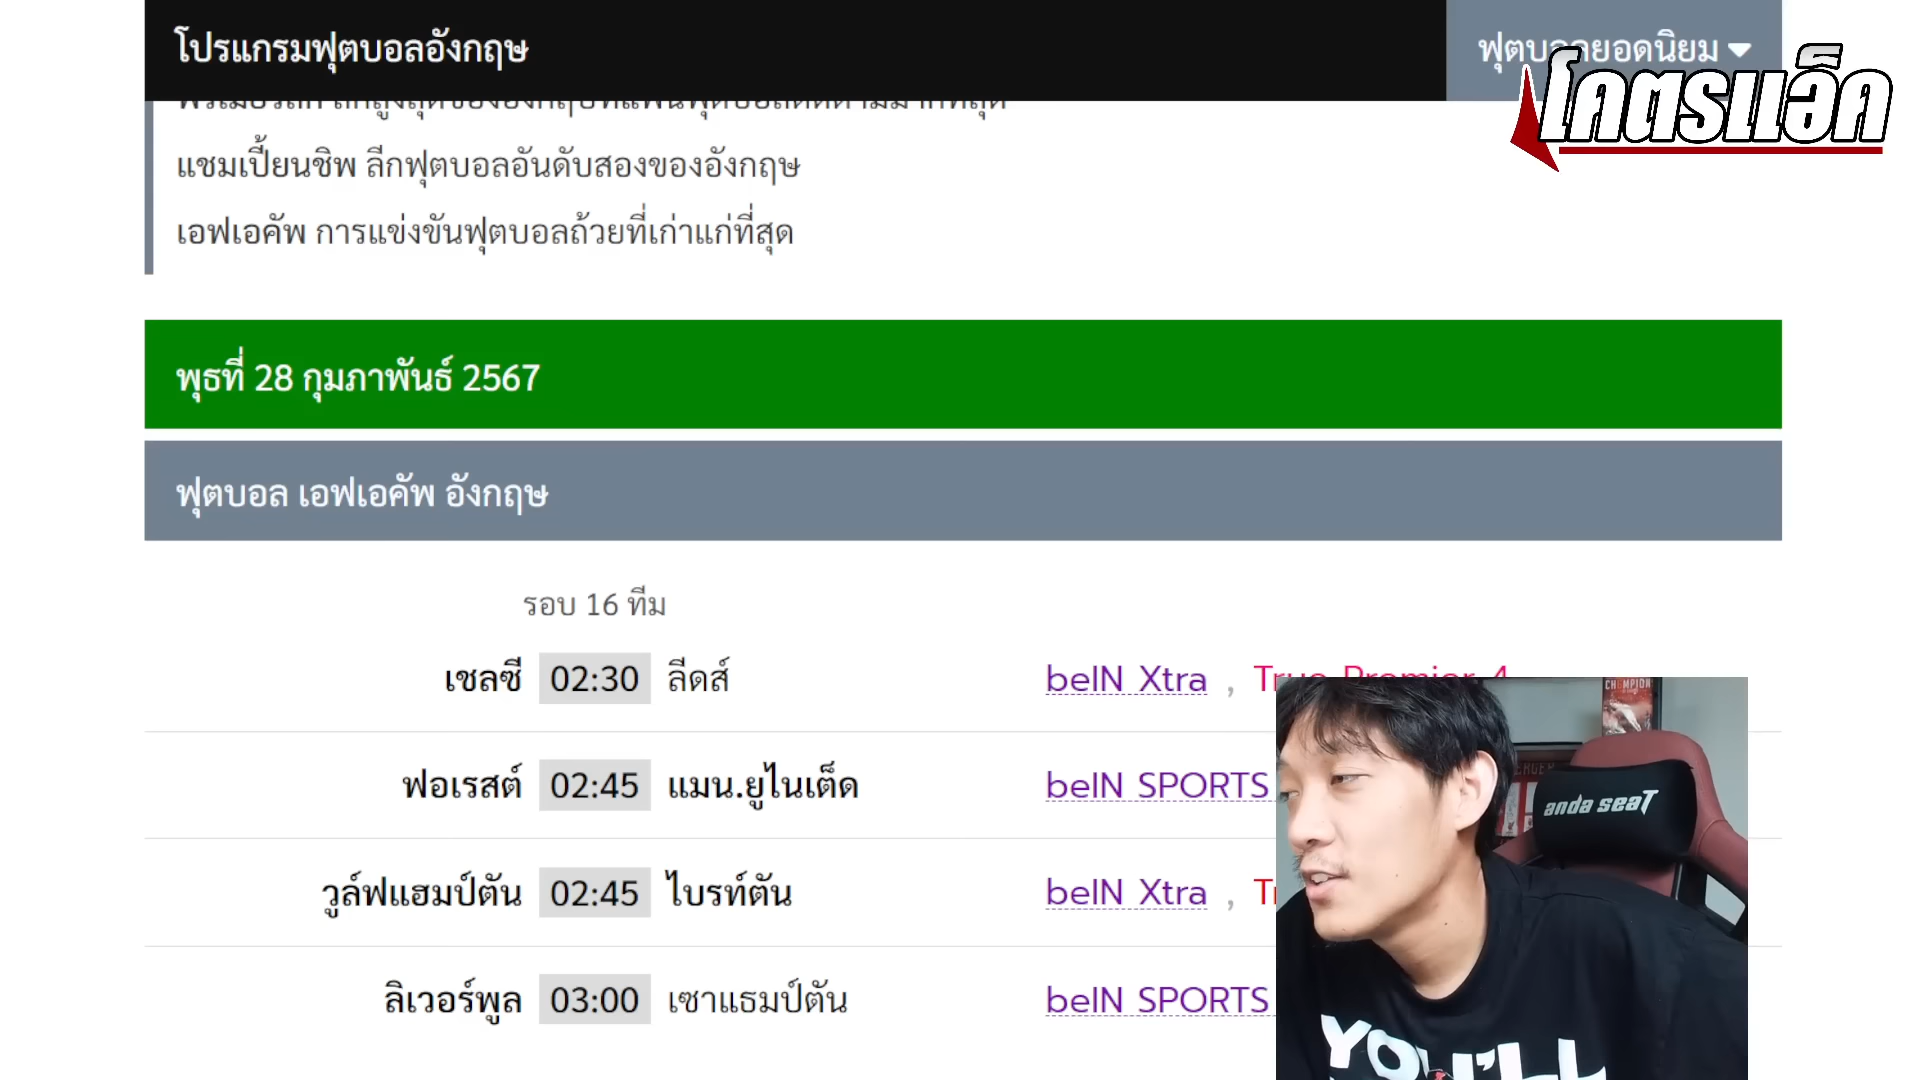 โปรแกรมฟุตบอลอังกฤษ
ฟุตบอลยอดนิยม
โคตรแอ็ค
แชมเปี้ยนชิพ ลีกฟุตบอลอันดับสองของอังกฤษ
เอฟเอคัพ การแข่งขันฟุตบอลถ้วยที่เก่าแก่ที่สุด
พุธที่ 28 กุมภาพันธ์ 2567
ฟุตบอล เอฟเอคัพ อังกฤษ
รอบ 16 ทีม
เชลซี 02:30 ลีดส์ beIN Xtra , True Premier 4
ฟอเรสต์ 02:45 แมน.ยูไนเต็ด beIN SPORTS
วูล์ฟแฮมป์ตัน 02:45 ไบรท์ตัน beIN Xtra ,
ลิเวอร์พูล 03:00 เซาแธมป์ตัน beIN SPORTS
CHAMPION
anda seaT
YOU'LL